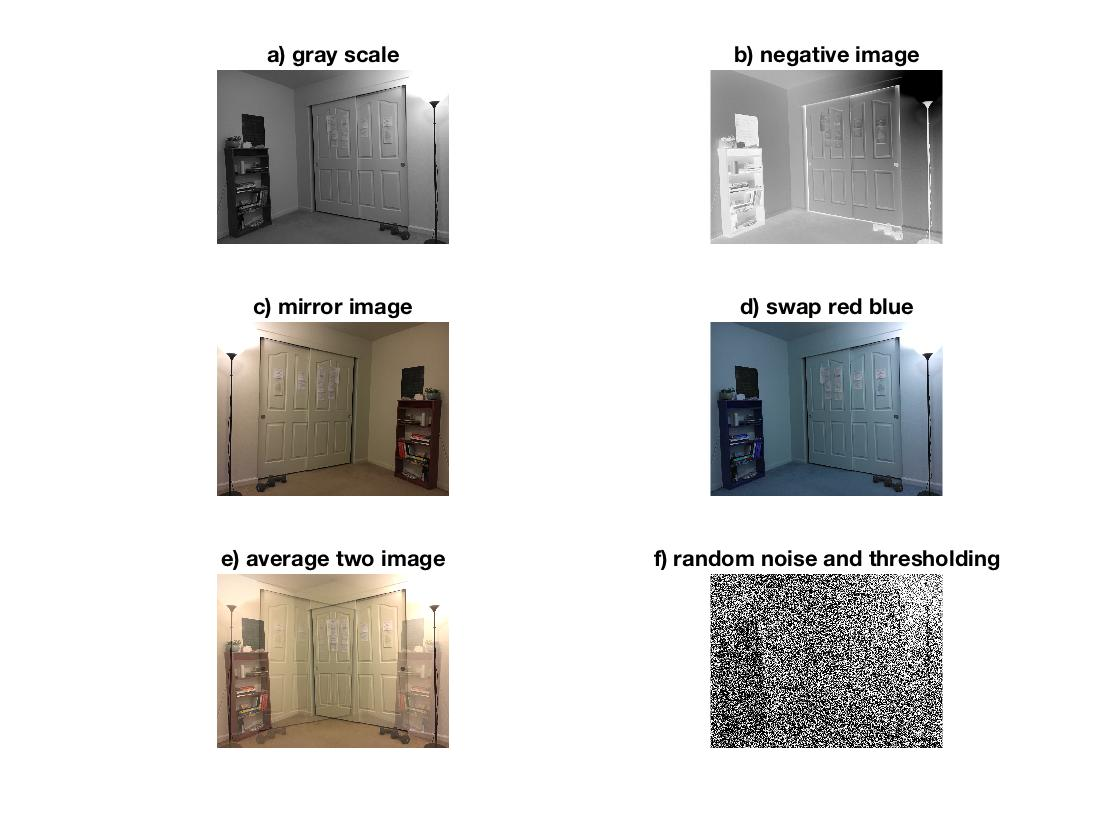 a) gray scale
b) negative image
c) mirror image
d) swap red blue
e) average two image
f) random noise and thresholding